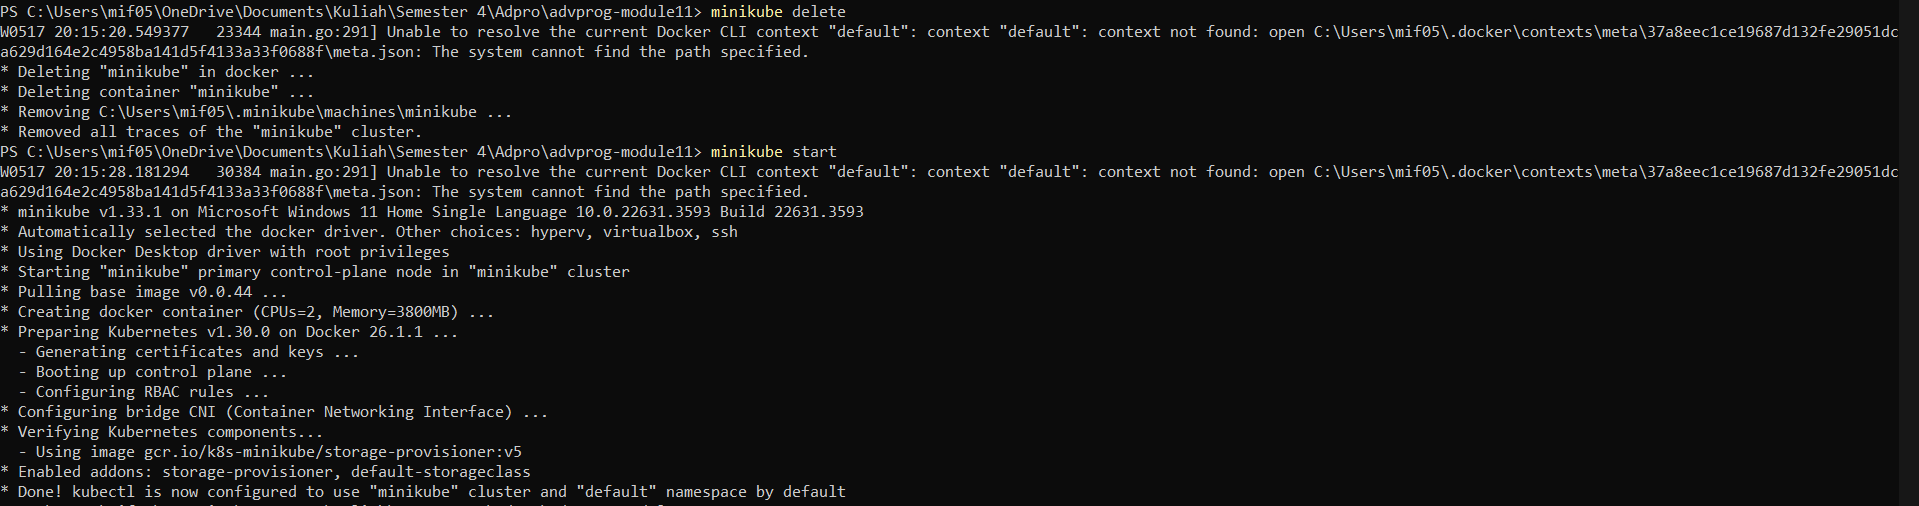 PS C:\Users\mif05\OneDrive\Documents\Kuliah\Semester 4\Adpro\advprog-module11> minikube delete
W0517 20:15:20.549377   23344 main.go:291] Unable to resolve the current Docker CLI context "default": context "default": context not found: open C:\Users\mif05\.docker\contexts\meta\37a8eec1ce19687d132fe29051dc
a629d164e2c4958ba141d5f4133a33f0688f\meta.json: The system cannot find the path specified.
* Deleting "minikube" in docker ...
* Deleting container "minikube" ...
* Removing C:\Users\mif05\.minikube\machines\minikube ...
* Removed all traces of the "minikube" cluster.
PS C:\Users\mif05\OneDrive\Documents\Kuliah\Semester 4\Adpro\advprog-module11> minikube start
W0517 20:15:28.181294   30384 main.go:291] Unable to resolve the current Docker CLI context "default": context "default": context not found: open C:\Users\mif05\.docker\contexts\meta\37a8eec1ce19687d132fe29051dc
a629d164e2c4958ba141d5f4133a33f0688f\meta.json: The system cannot find the path specified.
* minikube v1.33.1 on Microsoft Windows 11 Home Single Language 10.0.22631.3593 Build 22631.3593
* Automatically selected the docker driver. Other choices: hyperv, virtualbox, ssh
* Using Docker Desktop driver with root privileges
* Starting "minikube" primary control-plane node in "minikube" cluster
* Pulling base image v0.0.44 ...
* Creating docker container (CPUs=2, Memory=3800MB) ...
* Preparing Kubernetes v1.30.0 on Docker 26.1.1 ...
  - Generating certificates and keys ...
  - Booting up control plane ...
  - Configuring RBAC rules ...
* Configuring bridge CNI (Container Networking Interface) ...
* Verifying Kubernetes components...
  - Using image gcr.io/k8s-minikube/storage-provisioner:v5
* Enabled addons: storage-provisioner, default-storageclass
* Done! kubectl is now configured to use "minikube" cluster and "default" namespace by default